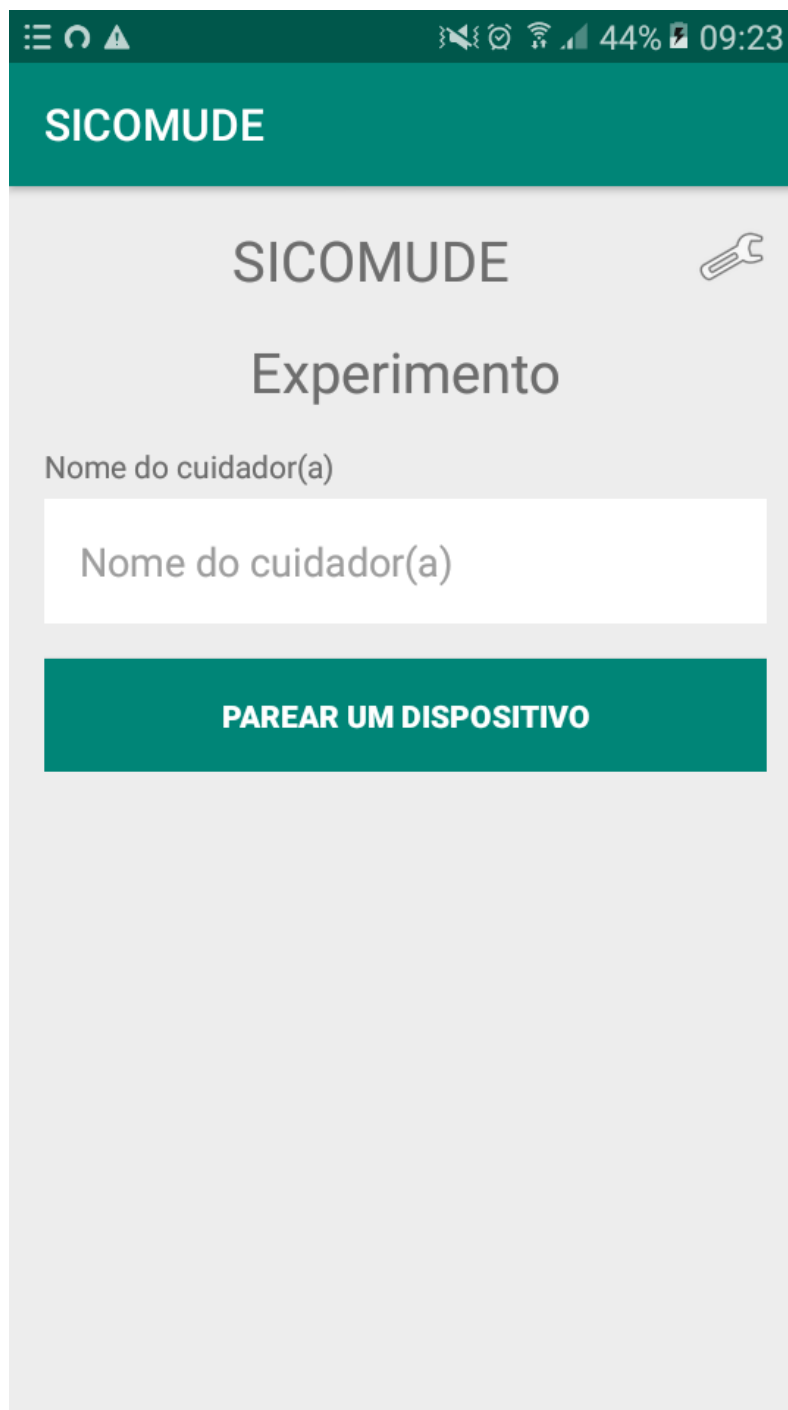 44% 09:23
SICOMUDE
SICOMUDE
Experimento
Nome do cuidador(a)
Nome do cuidador(a)
PAREAR UM DISPOSITIVO